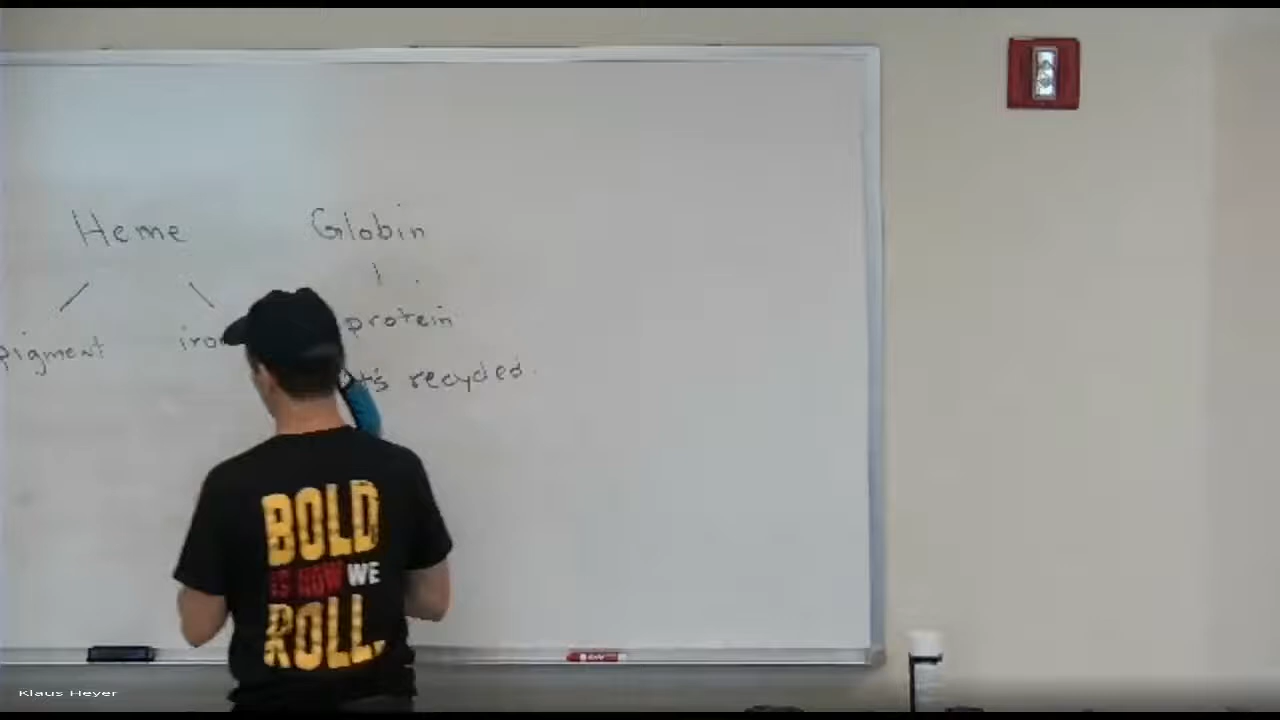 Heme Globin
pigment iron protein
it's recycled.
BOLD
IS HOW WE
ROLL.
Klaus Heyer